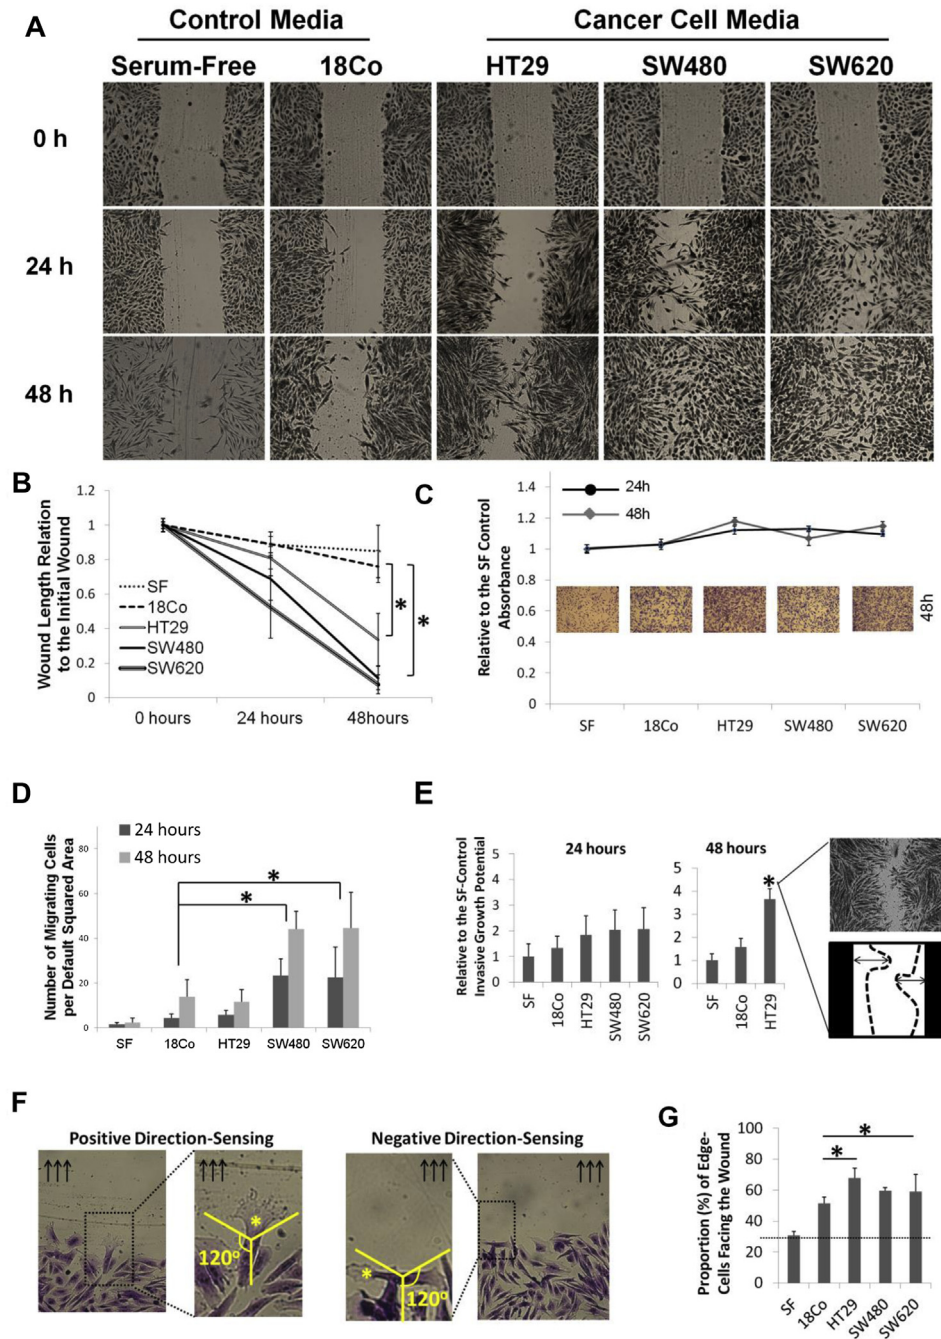 A
Control Media
Cancer Cell Media
Serum-Free
18Co
HT29
SW480
SW620
0 h
24 h
48 h
B
Wound Length Relation
to the Initial Wound
1.2
1
0.8
0.6
0.4
0.2
0
SF
18Co
HT29
SW480
SW620
*
*
0 hours
24 hours
48hours
C
Relative to the SF Control
Absorbance
1.4
1.2
1
0.8
0.6
0.4
0.2
0
24h
48h
48h
SF
18Co
HT29
SW480
SW620
D
Number of Migrating Cells
per Default Squared Area
80
60
40
20
0
24 hours
48 hours
*
*
SF
18Co
HT29
SW480
SW620
E
Relative to the SF-Control
Invasive Growth Potential
24 hours
5
4
3
2
1
0
SF
18Co
HT29
SW480
SW620
48 hours
5
4
3
2
1
0
*
SF
18Co
HT29
F
Positive Direction-Sensing
Negative Direction-Sensing
*
120°
*
120°
G
Proportion (%) of Edge-
Cells Facing the Wound
100
80
60
40
20
0
*
*
SF
18Co
HT29
SW480
SW620